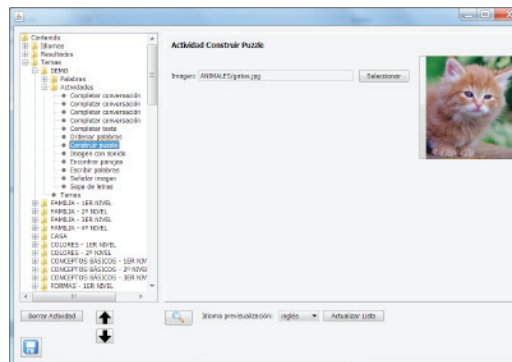 Contenido
Idiomas
Resultados
Temas
DEMO
Palabras
Actividades
Completar conversación
Completar conversación
Completar conversación
Completar conversación
Completar texto
Ordenar palabras
Construir puzzle
Imagen con sonido
Encontrar parejas
Escribir palabras
Señalar imagen
Sopa de letras
Temas
FAMILIA - 1ER NIVEL
FAMILIA - 2º NIVEL
FAMILIA - 3ER NIVEL
FAMILIA - 4º NIVEL
CASA
COLORES - 1ER NIVEL
COLORES - 2º NIVEL
CONCEPTOS BÁSICOS - 1ER NIV
CONCEPTOS BÁSICOS - 2º NIVEL
CONCEPTOS BÁSICOS - 3ER NIV
FORMAS - 1ER NIVEL
Actividad Construir Puzzle
Imagen: ANIMALES/gatos.jpg Seleccionar
Borrar Actividad
Idioma previsualización: inglés Actualizar Lista